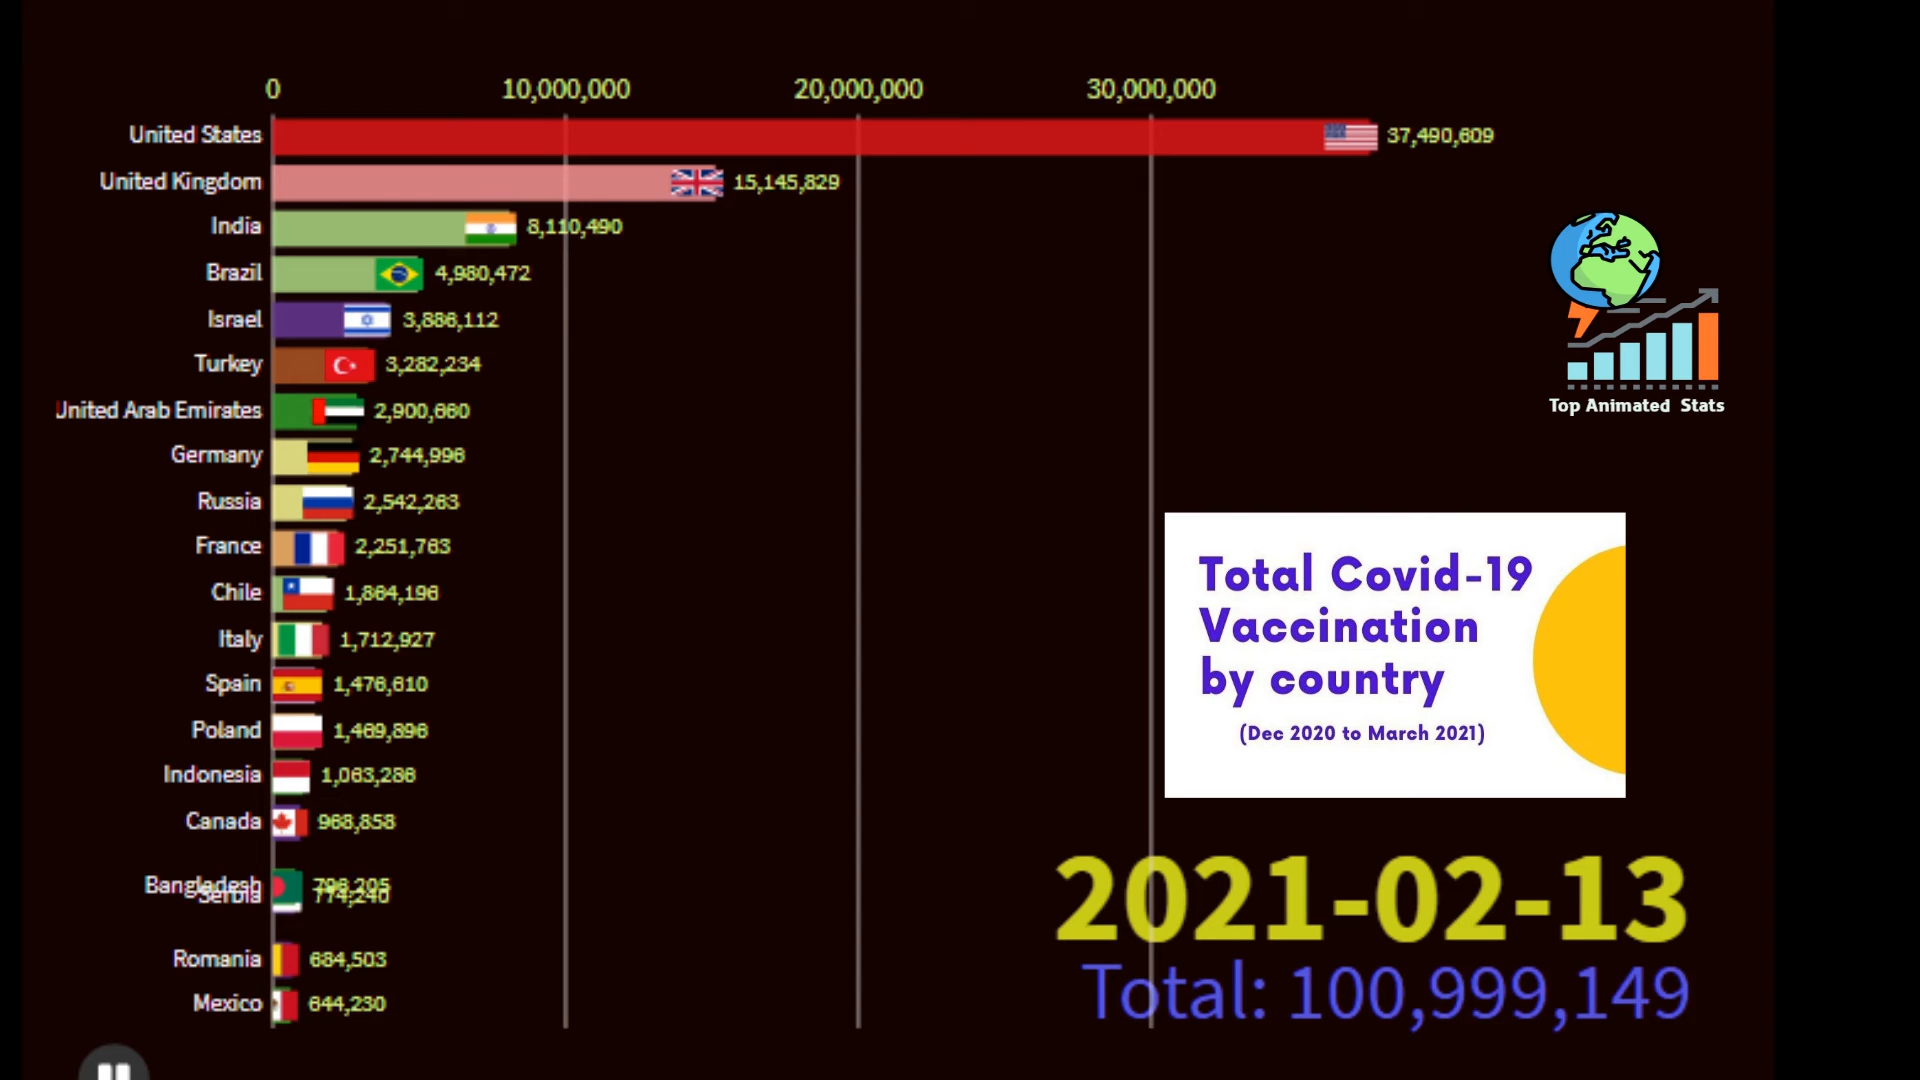 0 10,000,000 20,000,000 30,000,000
United States 37,490,609
United Kingdom 15,145,829
India 8,110,490
Brazil 4,980,472
Israel 3,886,112
Turkey 3,282,234
United Arab Emirates 2,900,660
Germany 2,744,996
Russia 2,542,263
France 2,251,763
Chile 1,864,196
Italy 1,712,927
Spain 1,476,610
Poland 1,469,896
Indonesia 1,063,286
Canada 968,858
Bangladesh
Serbia 774,240
Romania 684,503
Mexico 644,230
Top Animated Stats
Total Covid-19
Vaccination
by country
(Dec 2020 to March 2021)
2021-02-13
Total: 100,999,149